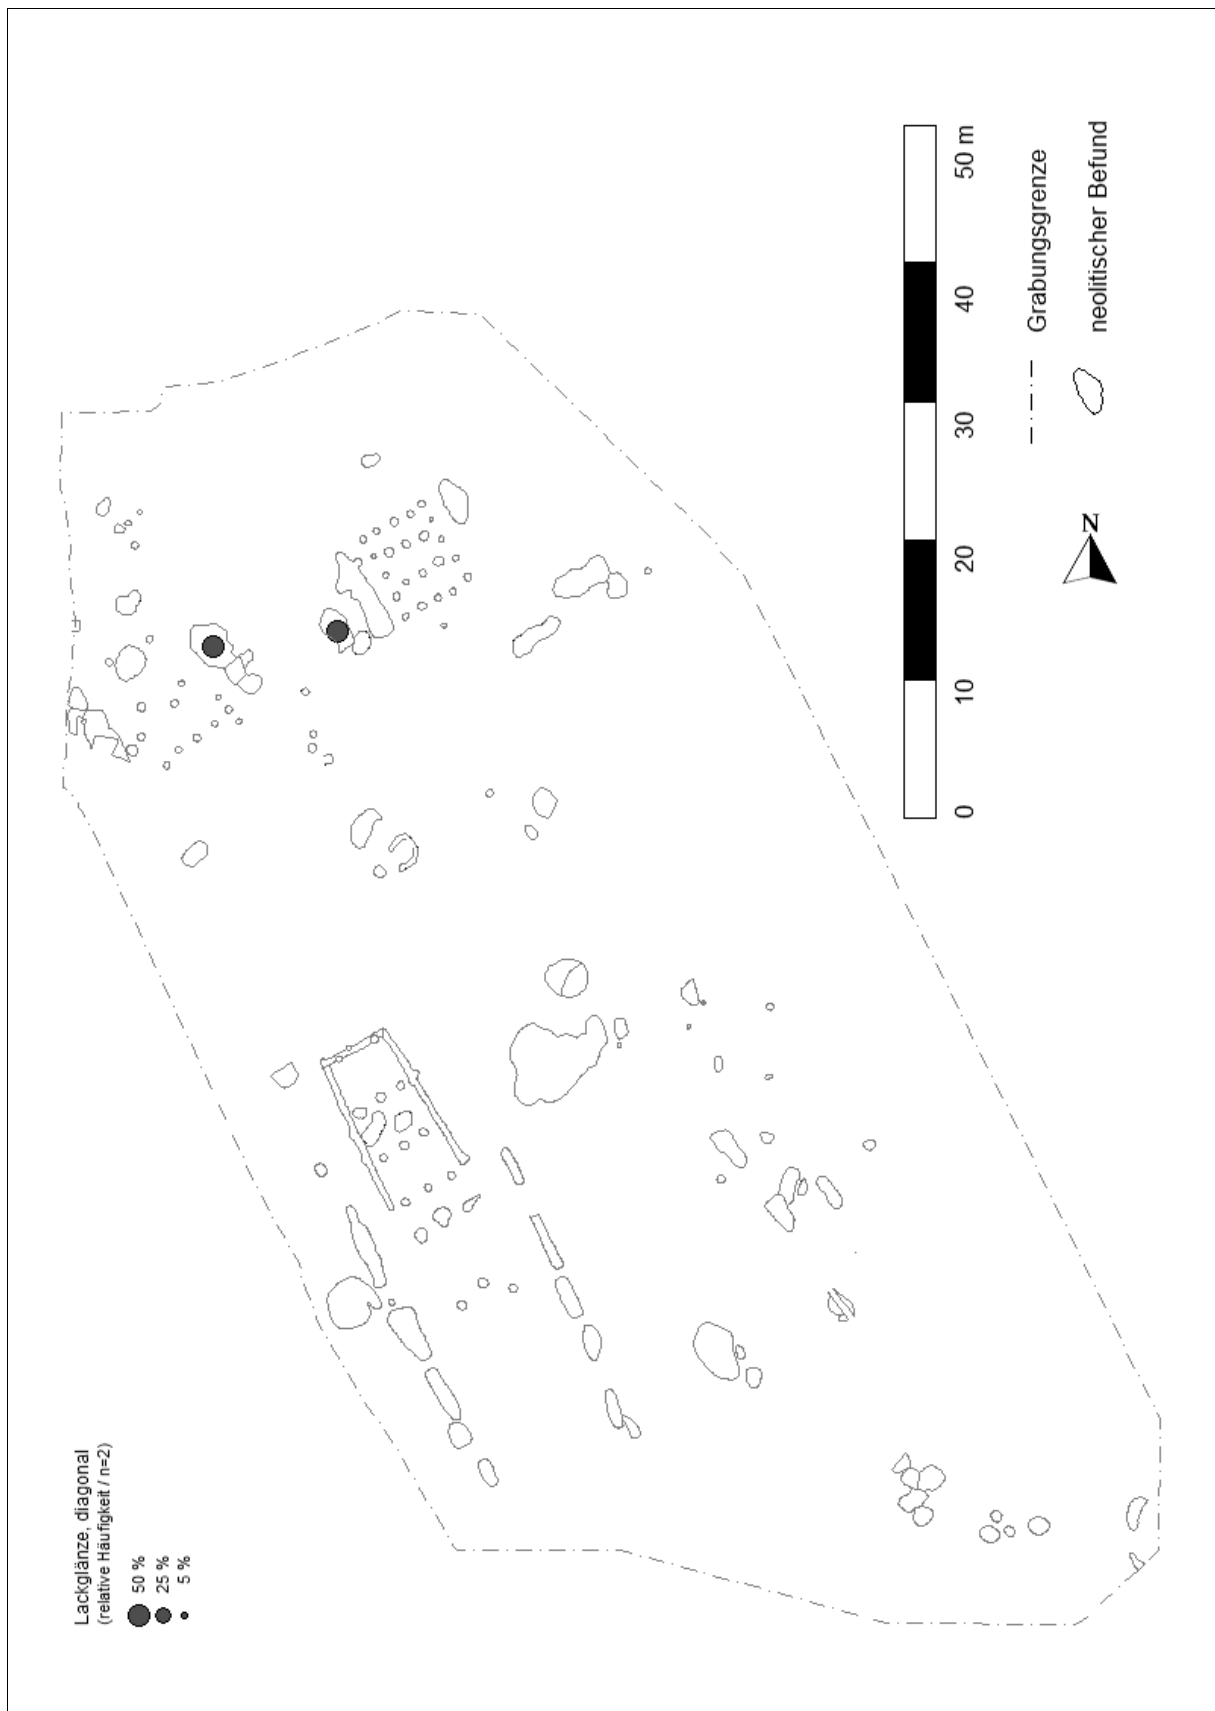 Lackglänze, diagonal
(relative Häufigkeit / n=2)
50 %
25 %
5 %
0
10
20
30
40
50 m
N
Grabungsgrenze
neolitischer Befund